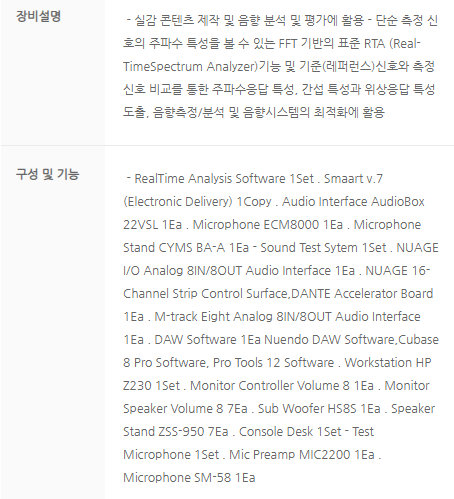 장비설명
- 실감 콘텐츠 제작 및 음향 분석 및 평가에 활용 - 단순 측정 신
호의 주파수 특성을 볼 수 있는 FFT 기반의 표준 RTA (Real-
TimeSpectrum Analyzer)기능 및 기준(레퍼런스)신호와 측정
신호 비교를 통한 주파수응답 특성, 간섭 특성과 위상응답 특성
도출, 음향측정/분석 및 음향시스템의 최적화에 활용
구성 및 기능
- RealTime Analysis Software 1Set . Smaart v.7
(Electronic Delivery) 1Copy . Audio Interface AudioBox
22VSL 1Ea . Microphone ECM8000 1Ea . Microphone
Stand CYMS BA-A 1Ea - Sound Test Sytem 1Set . NUAGE
I/O Analog 8IN/8OUT Audio Interface 1Ea . NUAGE 16-
Channel Strip Control Surface,DANTE Accelerator Board
1Ea . M-track Eight Analog 8IN/8OUT Audio Interface
1Ea . DAW Software 1Ea Nuendo DAW Software,Cubase
8 Pro Software, Pro Tools 12 Software . Workstation HP
Z230 1Set . Monitor Controller Volume 8 1Ea . Monitor
Speaker Volume 8 7Ea . Sub Woofer HS8S 1Ea . Speaker
Stand ZSS-950 7Ea . Console Desk 1Set - Test
Microphone 1Set . Mic Preamp MIC2200 1Ea .
Microphone SM-58 1Ea